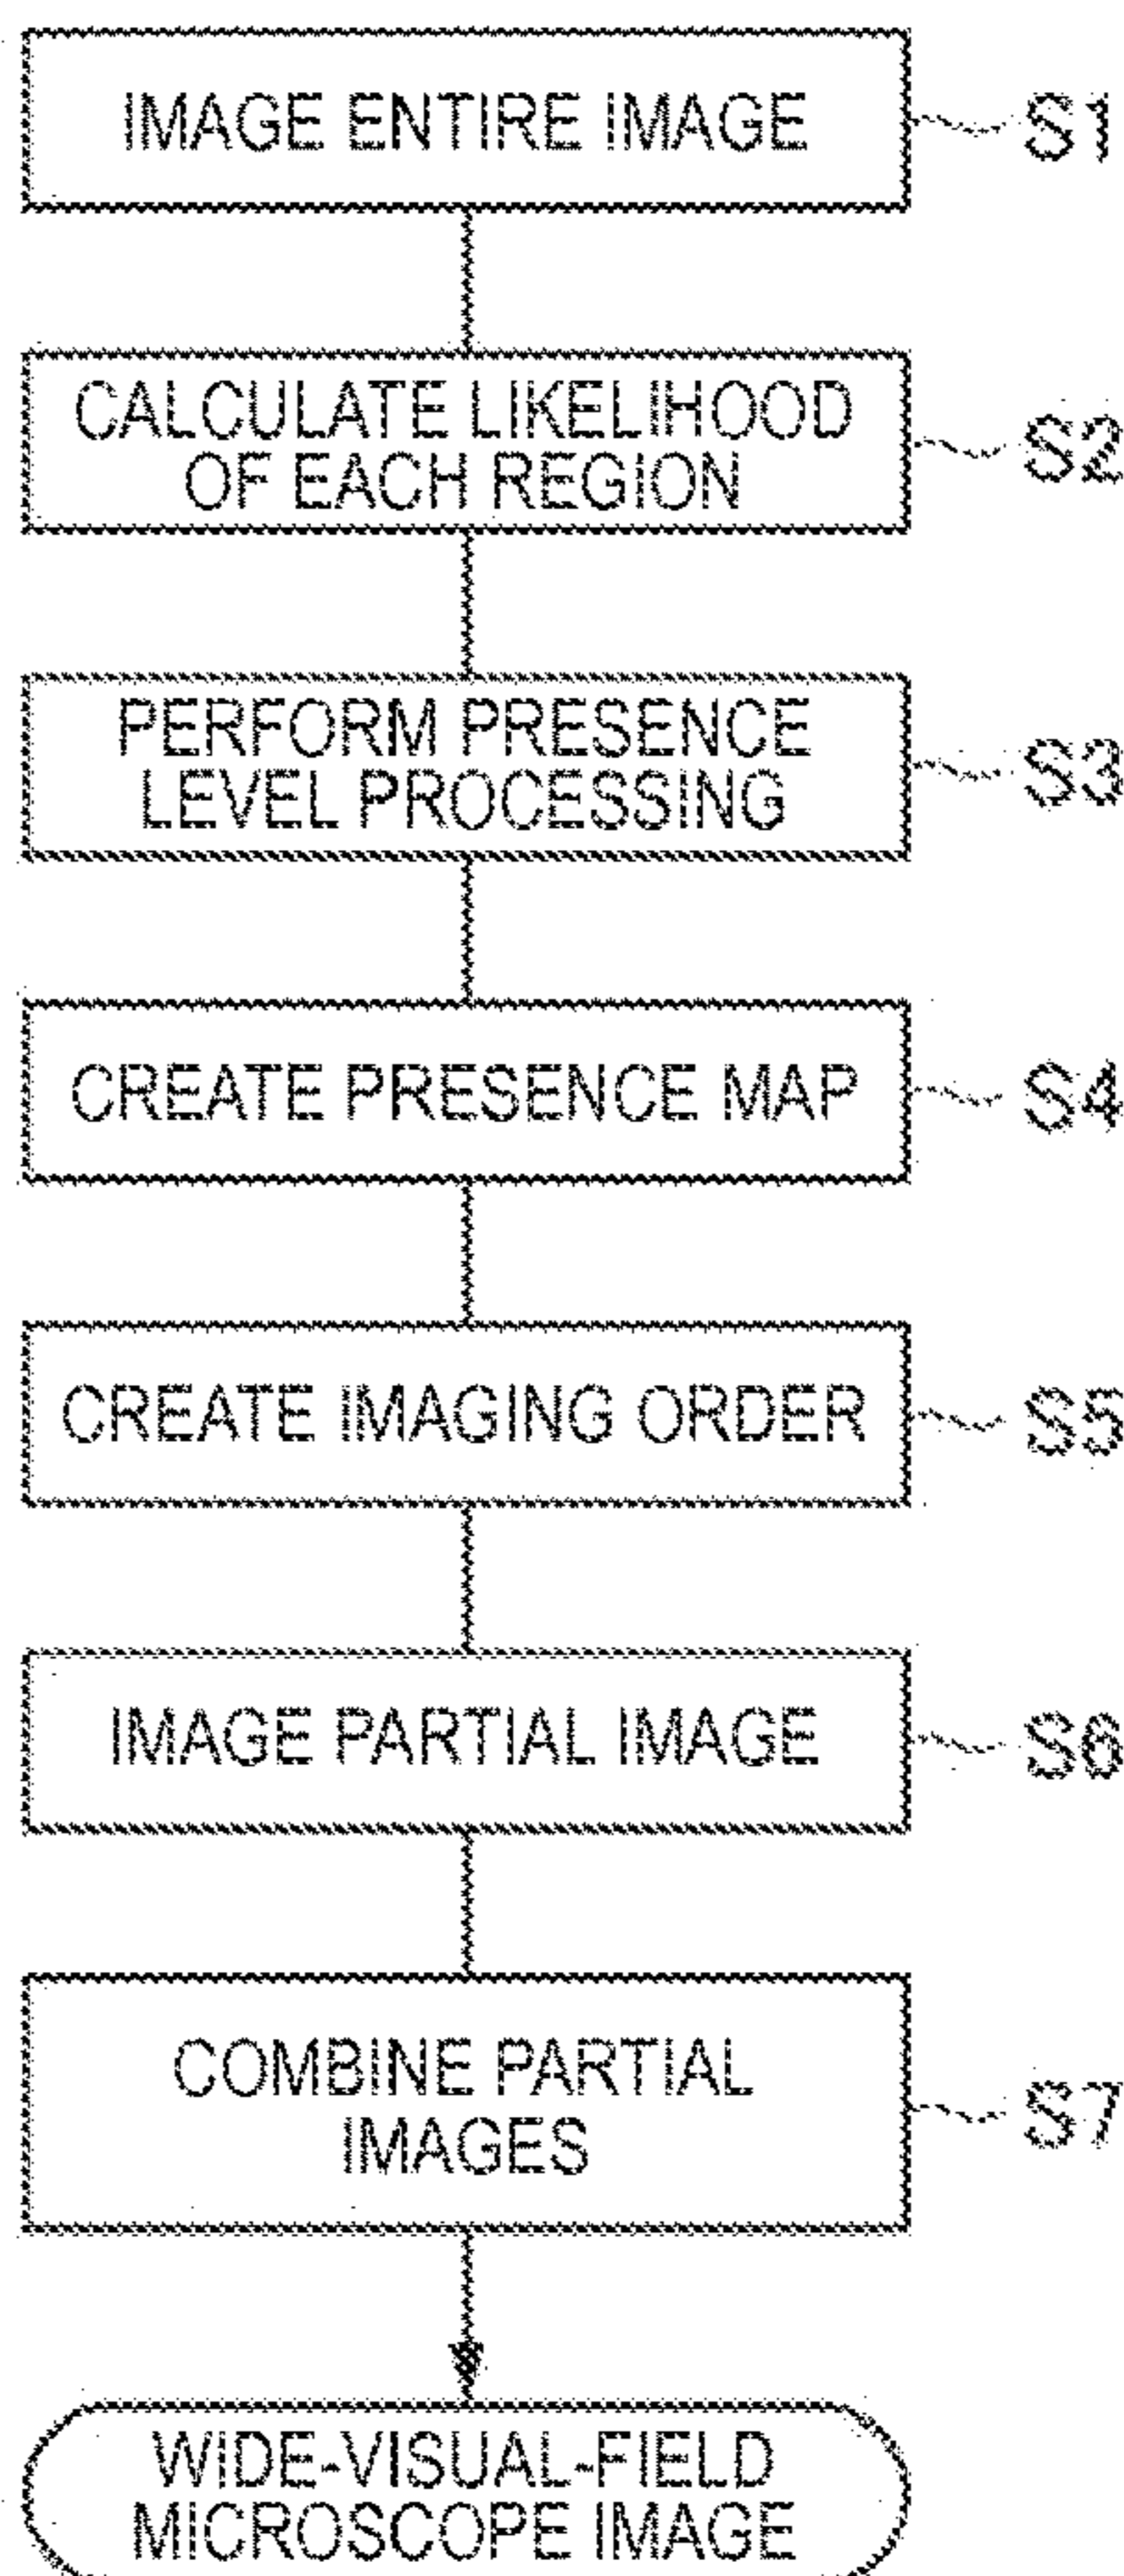 IMAGE ENTIRE IMAGE
S1
CALCULATE LIKELIHOOD
OF EACH REGION
S2
PERFORM PRESENCE
LEVEL PROCESSING
S3
CREATE PRESENCE MAP
S4
CREATE IMAGING ORDER
S5
IMAGE PARTIAL IMAGE
S6
COMBINE PARTIAL
IMAGES
S7
WIDE-VISUAL-FIELD
MICROSCOPE IMAGE